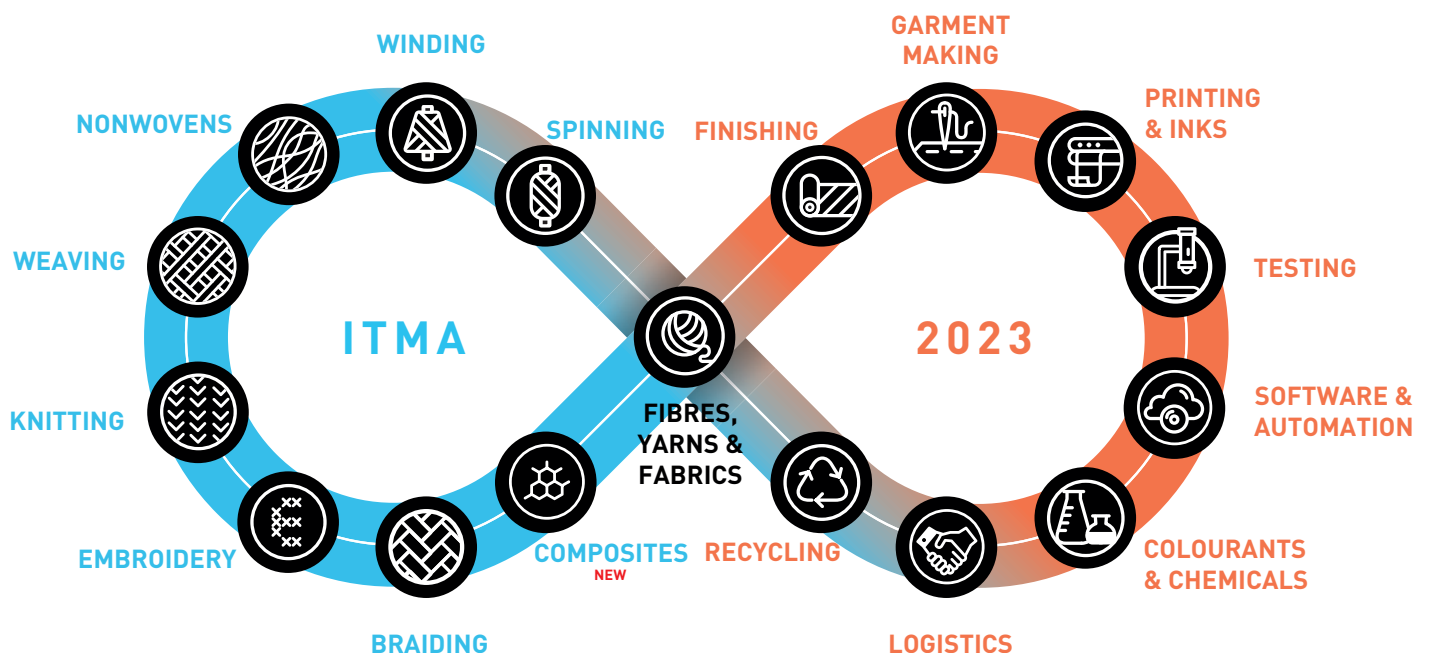 GARMENT
MAKING
WINDING
PRINTING
& INKS
NONWOVENS
SPINNING
FINISHING
WEAVING
TESTING
ITMA
2023
KNITTING
FIBRES,
YARNS &
FABRICS
SOFTWARE &
AUTOMATION
EMBROIDERY
COMPOSITES
NEW
RECYCLING
COLOURANTS
& CHEMICALS
BRAIDING
LOGISTICS